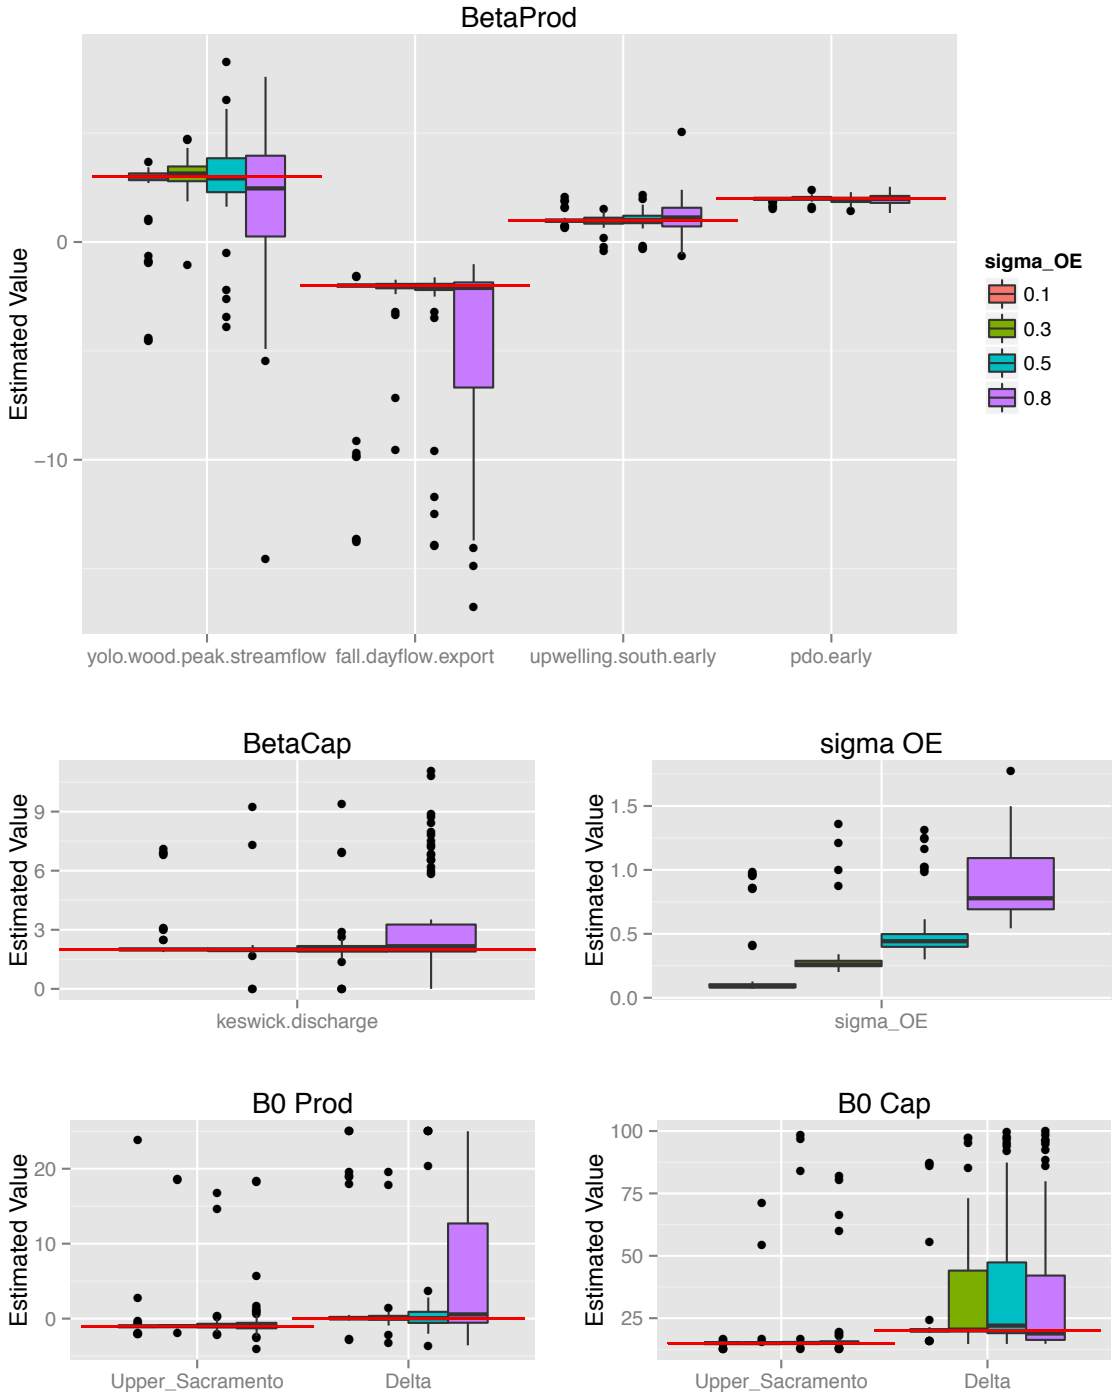 BetaProd
Estimated Value
0
−10
yolo.wood.peak.streamflow fall.dayflow.export upwelling.south.early pdo.early
sigma_OE
0.1
0.3
0.5
0.8
BetaCap
Estimated Value
9
6
3
0
keswick.discharge
sigma OE
Estimated Value
1.5
1.0
0.5
0.0
sigma_OE
B0 Prod
Estimated Value
20
10
0
Upper_Sacramento Delta
B0 Cap
Estimated Value
100
75
50
25
Upper_Sacramento Delta